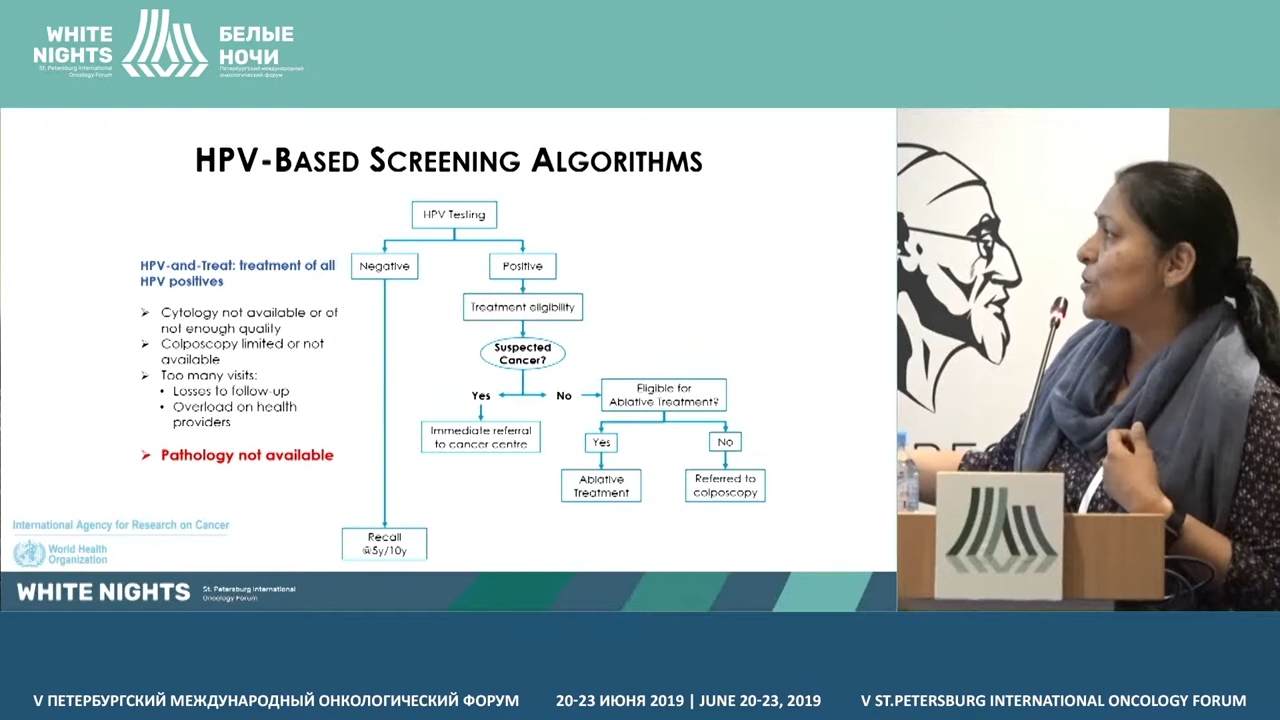 WHITE
NIGHTS
St. Petersburg International
Oncology Forum
БЕЛЫЕ
НОЧИ
Петербургский международный
онкологический форум
HPV-BASED SCREENING ALGORITHMS
HPV-and-Treat: treatment of all
HPV positives
Cytology not available or of
not enough quality
Colposcopy limited or not
available
Too many visits:
• Losses to follow-up
• Overload on health
providers
Pathology not available
HPV Testing
Negative
Positive
Treatment eligibility
Suspected
Cancer?
Yes
No
Eligible for
Ablative Treatment?
Immediate referral
to cancer centre
Yes
No
Ablative
Treatment
Referred to
colposcopy
Recall
@5y/10y
International Agency for Research on Cancer
World Health
Organization
WHITE NIGHTS
St. Petersburg International
Oncology Forum
V ПЕТЕРБУРГСКИЙ МЕЖДУНАРОДНЫЙ ОНКОЛОГИЧЕСКИЙ ФОРУМ
20-23 ИЮНЯ 2019 | JUNE 20-23, 2019
V ST.PETERSBURG INTERNATIONAL ONCOLOGY FORUM